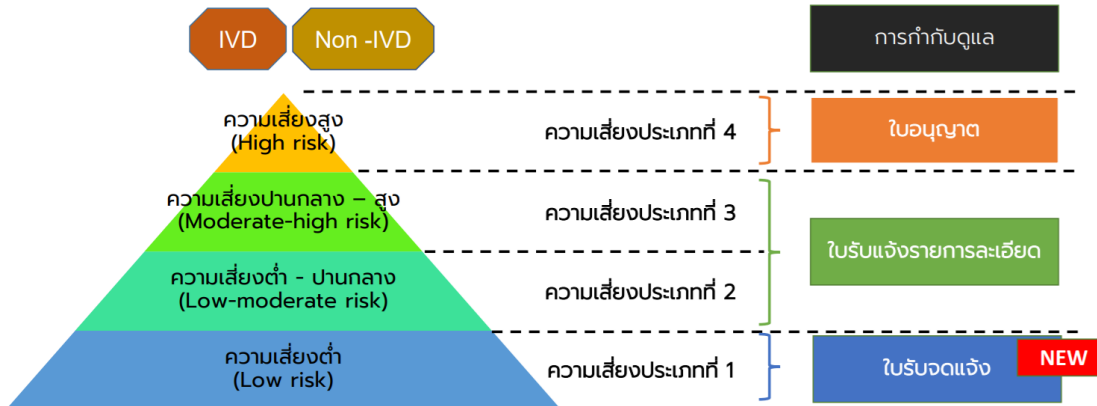 IVD
Non -IVD
การกำกับดูแล
ความเสี่ยงสูง
(High risk)
ความเสี่ยงประเภทที่ 4
ใบอนุญาต
ความเสี่ยงปานกลาง – สูง
(Moderate-high risk)
ความเสี่ยงประเภทที่ 3
ใบรับแจ้งรายการละเอียด
ความเสี่ยงต่ำ - ปานกลาง
(Low-moderate risk)
ความเสี่ยงประเภทที่ 2
ความเสี่ยงต่ำ
(Low risk)
ความเสี่ยงประเภทที่ 1
ใบรับจดแจ้ง
NEW